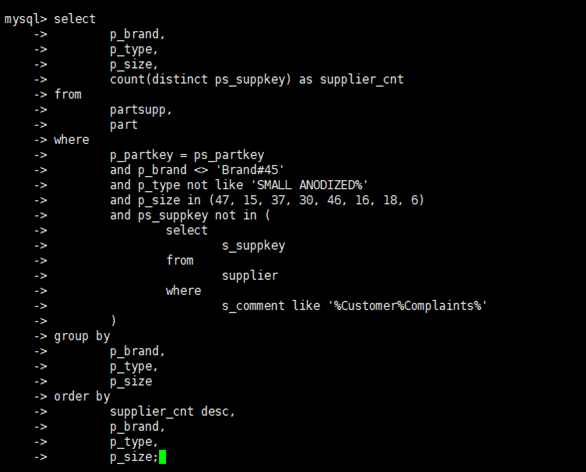 mysql> select
    ->         p_brand,
    ->         p_type,
    ->         p_size,
    ->         count(distinct ps_suppkey) as supplier_cnt
    -> from
    ->         partsupp,
    ->         part
    -> where
    ->         p_partkey = ps_partkey
    ->         and p_brand <> 'Brand#45'
    ->         and p_type not like 'SMALL ANODIZED%'
    ->         and p_size in (47, 15, 37, 30, 46, 16, 18, 6)
    ->         and ps_suppkey not in (
    ->                 select
    ->                         s_suppkey
    ->                 from
    ->                         supplier
    ->                 where
    ->                         s_comment like '%Customer%Complaints%'
    ->         )
    -> group by
    ->         p_brand,
    ->         p_type,
    ->         p_size
    -> order by
    ->         supplier_cnt desc,
    ->         p_brand,
    ->         p_type,
    ->         p_size;